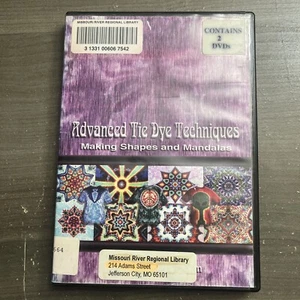 MISSOURI RIVER REGIONAL LIBRARY
3 1331 00606 7542
CONTAINS
2
DVDs
Advanced Tie Dye Techniques
Making Shapes and Mandalas
Missouri River Regional Library
214 Adams Street
Jefferson City, MO 65101